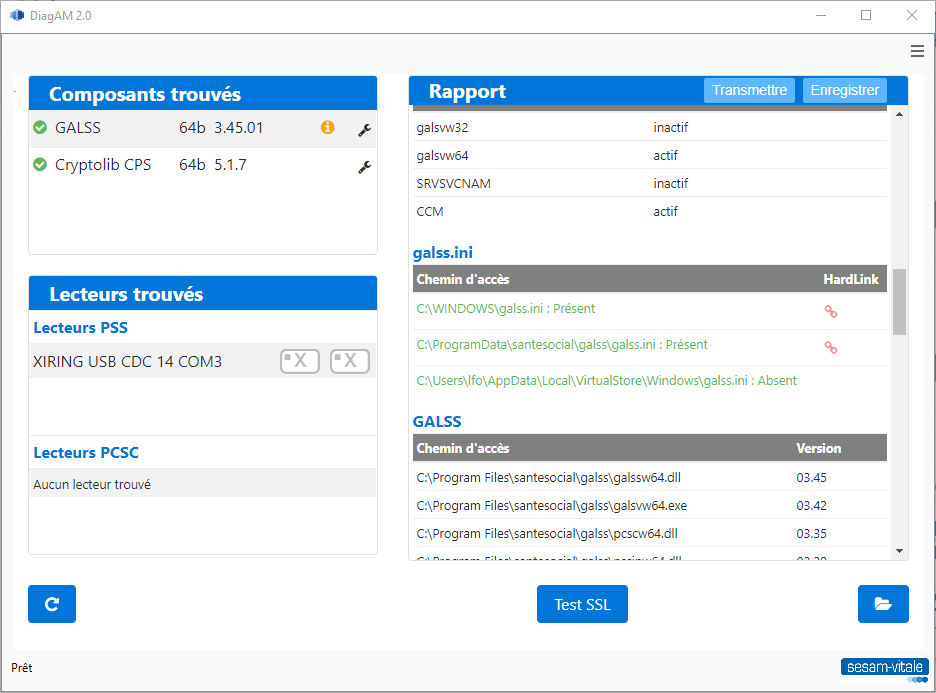 DiagAM 2.0
Composants trouvés
GALSS 64b 3.45.01
Cryptolib CPS 64b 5.1.7
Lecteurs trouvés
Lecteurs PSS
XIRING USB CDC 14 COM3 X X
Lecteurs PCSC
Aucun lecteur trouvé
Rapport Transmettre Enregistrer
galsvw32 inactif
galsvw64 actif
SRVSVCNAM inactif
CCM actif
galss.ini
Chemin d'accès HardLink
C:\WINDOWS\galss.ini : Présent
C:\ProgramData\santesocial\galss\galss.ini : Présent
C:\Users\lfo\AppData\Local\VirtualStore\Windows\galss.ini : Absent
GALSS
Chemin d'accès Version
C:\Program Files\santesocial\galss\galssw64.dll 03.45
C:\Program Files\santesocial\galss\galsvw64.exe 03.42
C:\Program Files\santesocial\galss\pcscw64.dll 03.35
Test SSL
Prêt
sesam-vitale